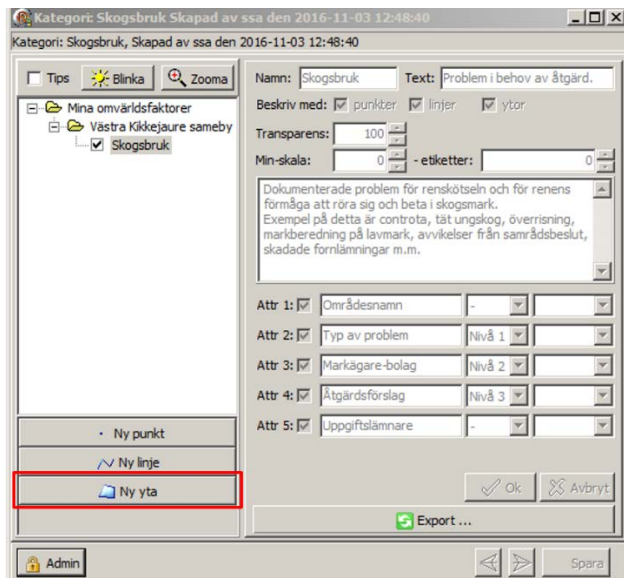 Kategori: Skogsbruk Skapad av ssa den 2016-11-03 12:48:40
Kategori: Skogsbruk, Skapad av ssa den 2016-11-03 12:48:40
Tips Blinka Zooma
Mina omvärldsfaktorer
Västra Kikkejaure sameby
Skogsbruk
Ny punkt
Ny linje
Ny yta
Namn: Skogsbruk Text: Problem i behov av åtgärd.
Beskriv med: punkter linjer ytor
Transparens: 100
Min-skala: 0 - etiketter: 0
Dokumenterade problem för renskötseln och för renens
förmåga att röra sig och beta i skogsmark.
Exempel på detta är controta, tät ungskog, överrisning,
markberedning på lavmark, avvikelser från samrådsbeslut,
skadade fornlämningar m.m.
Attr 1: Områdesnamn -
Attr 2: Typ av problem Nivå 1
Attr 3: Markägare-bolag Nivå 2
Attr 4: Åtgärdsförslag Nivå 3
Attr 5: Uppgiftslämnare -
Ok Avbryt
Export ...
Admin Spara